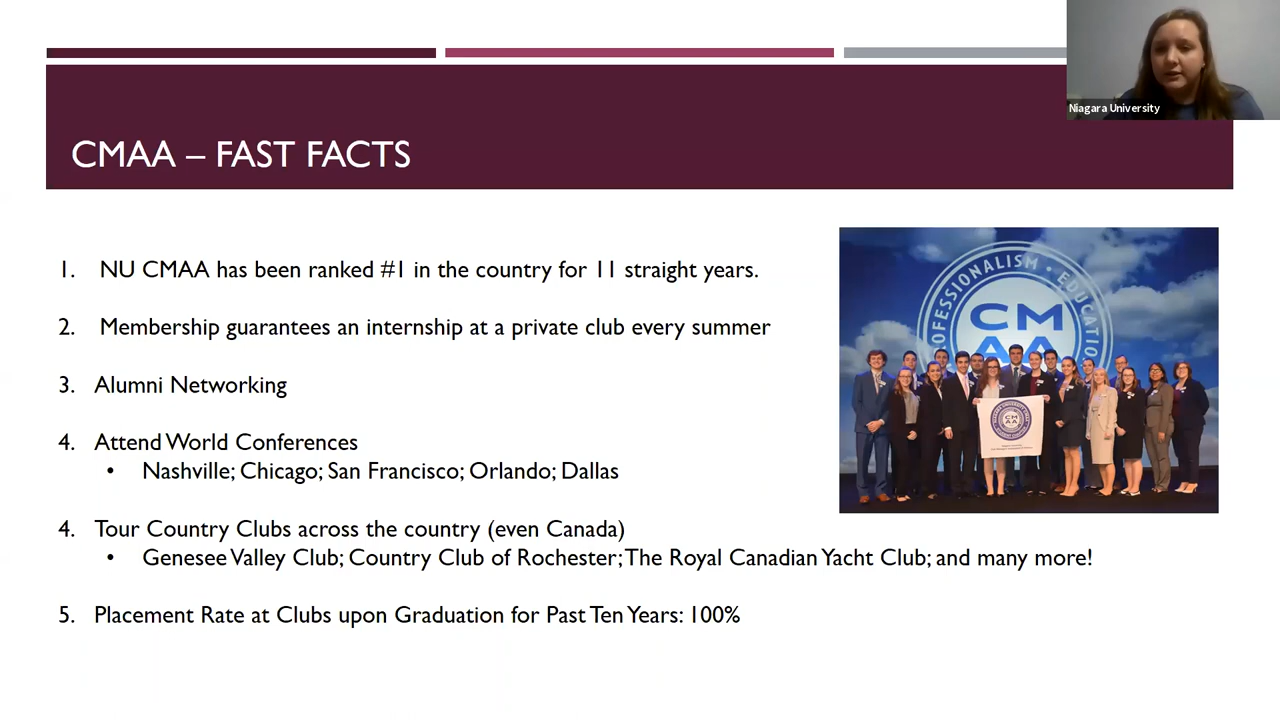 Niagara University
CMAA – FAST FACTS
1. NU CMAA has been ranked #1 in the country for 11 straight years.
2. Membership guarantees an internship at a private club every summer
3. Alumni Networking
4. Attend World Conferences
• Nashville; Chicago; San Francisco; Orlando; Dallas
4. Tour Country Clubs across the country (even Canada)
• Genesee Valley Club; Country Club of Rochester; The Royal Canadian Yacht Club; and many more!
5. Placement Rate at Clubs upon Graduation for Past Ten Years: 100%
PROFESSIONALISM • EDUCATION
CM
AA
CM
AA